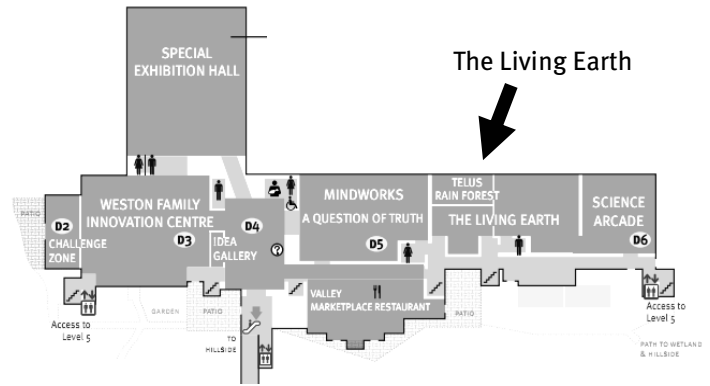 SPECIAL
EXHIBITION HALL
The Living Earth
WESTON FAMILY
INNOVATION CENTRE
D2
CHALLENGE
ZONE
D3
D4
IDEA
GALLERY
MINDWORKS
A QUESTION OF TRUTH
D5
TELUS
RAIN FOREST
THE LIVING EARTH
SCIENCE
ARCADE
D6
PATIO
VALLEY
MARKETPLACE RESTAURANT
GARDEN
PATIO
PATIO
Access to
Level 5
TO
HILLSIDE
Access to
Level 5
PATH TO WETLAND
& HILLSIDE